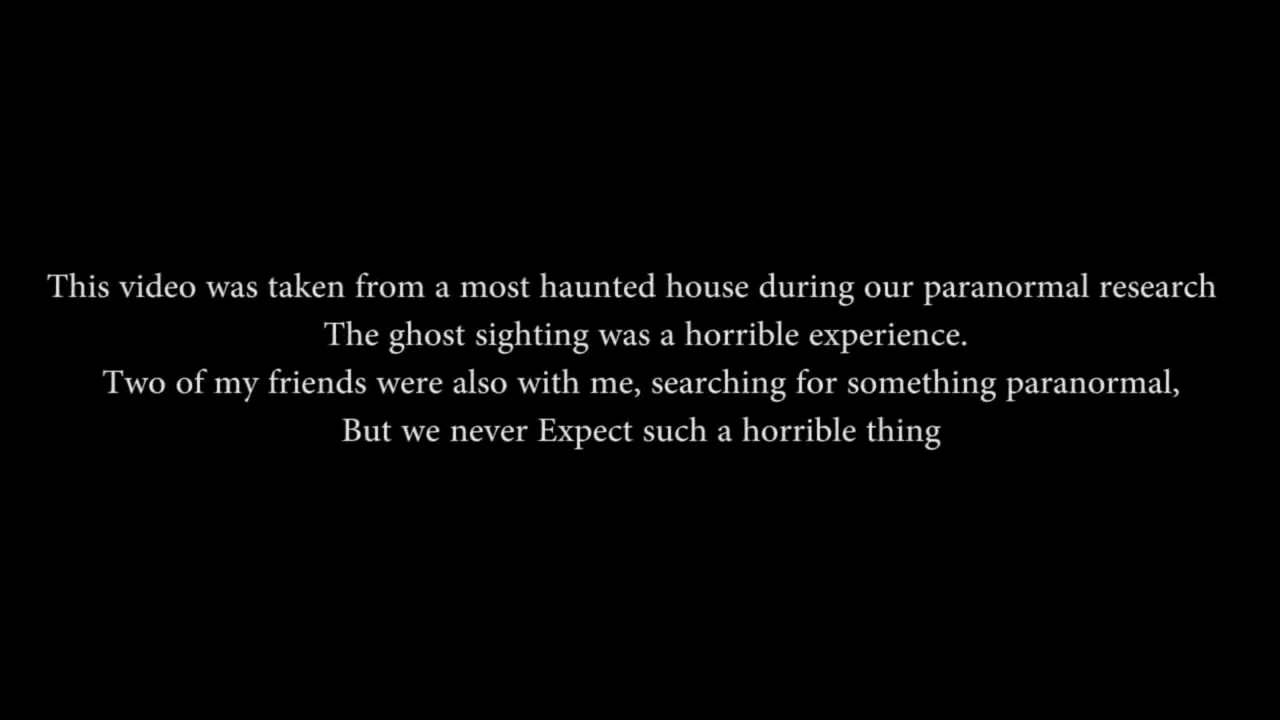 This video was taken from a most haunted house during our paranormal research
The ghost sighting was a horrible experience.
Two of my friends were also with me, searching for something paranormal,
But we never Expect such a horrible thing